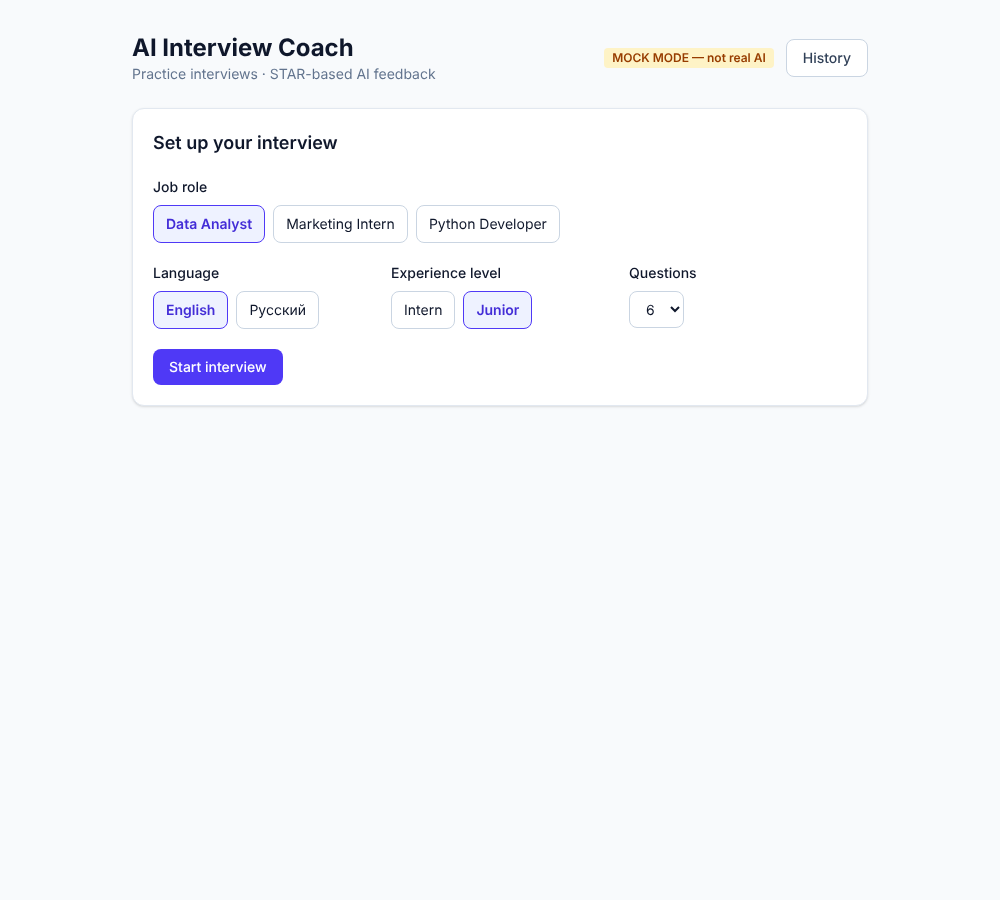 AI Interview Coach
Practice interviews · STAR-based AI feedback
MOCK MODE — not real AI
History
Set up your interview
Job role
Data Analyst
Marketing Intern
Python Developer
Language
Experience level
Questions
English
Русский
Intern
Junior
6
Start interview